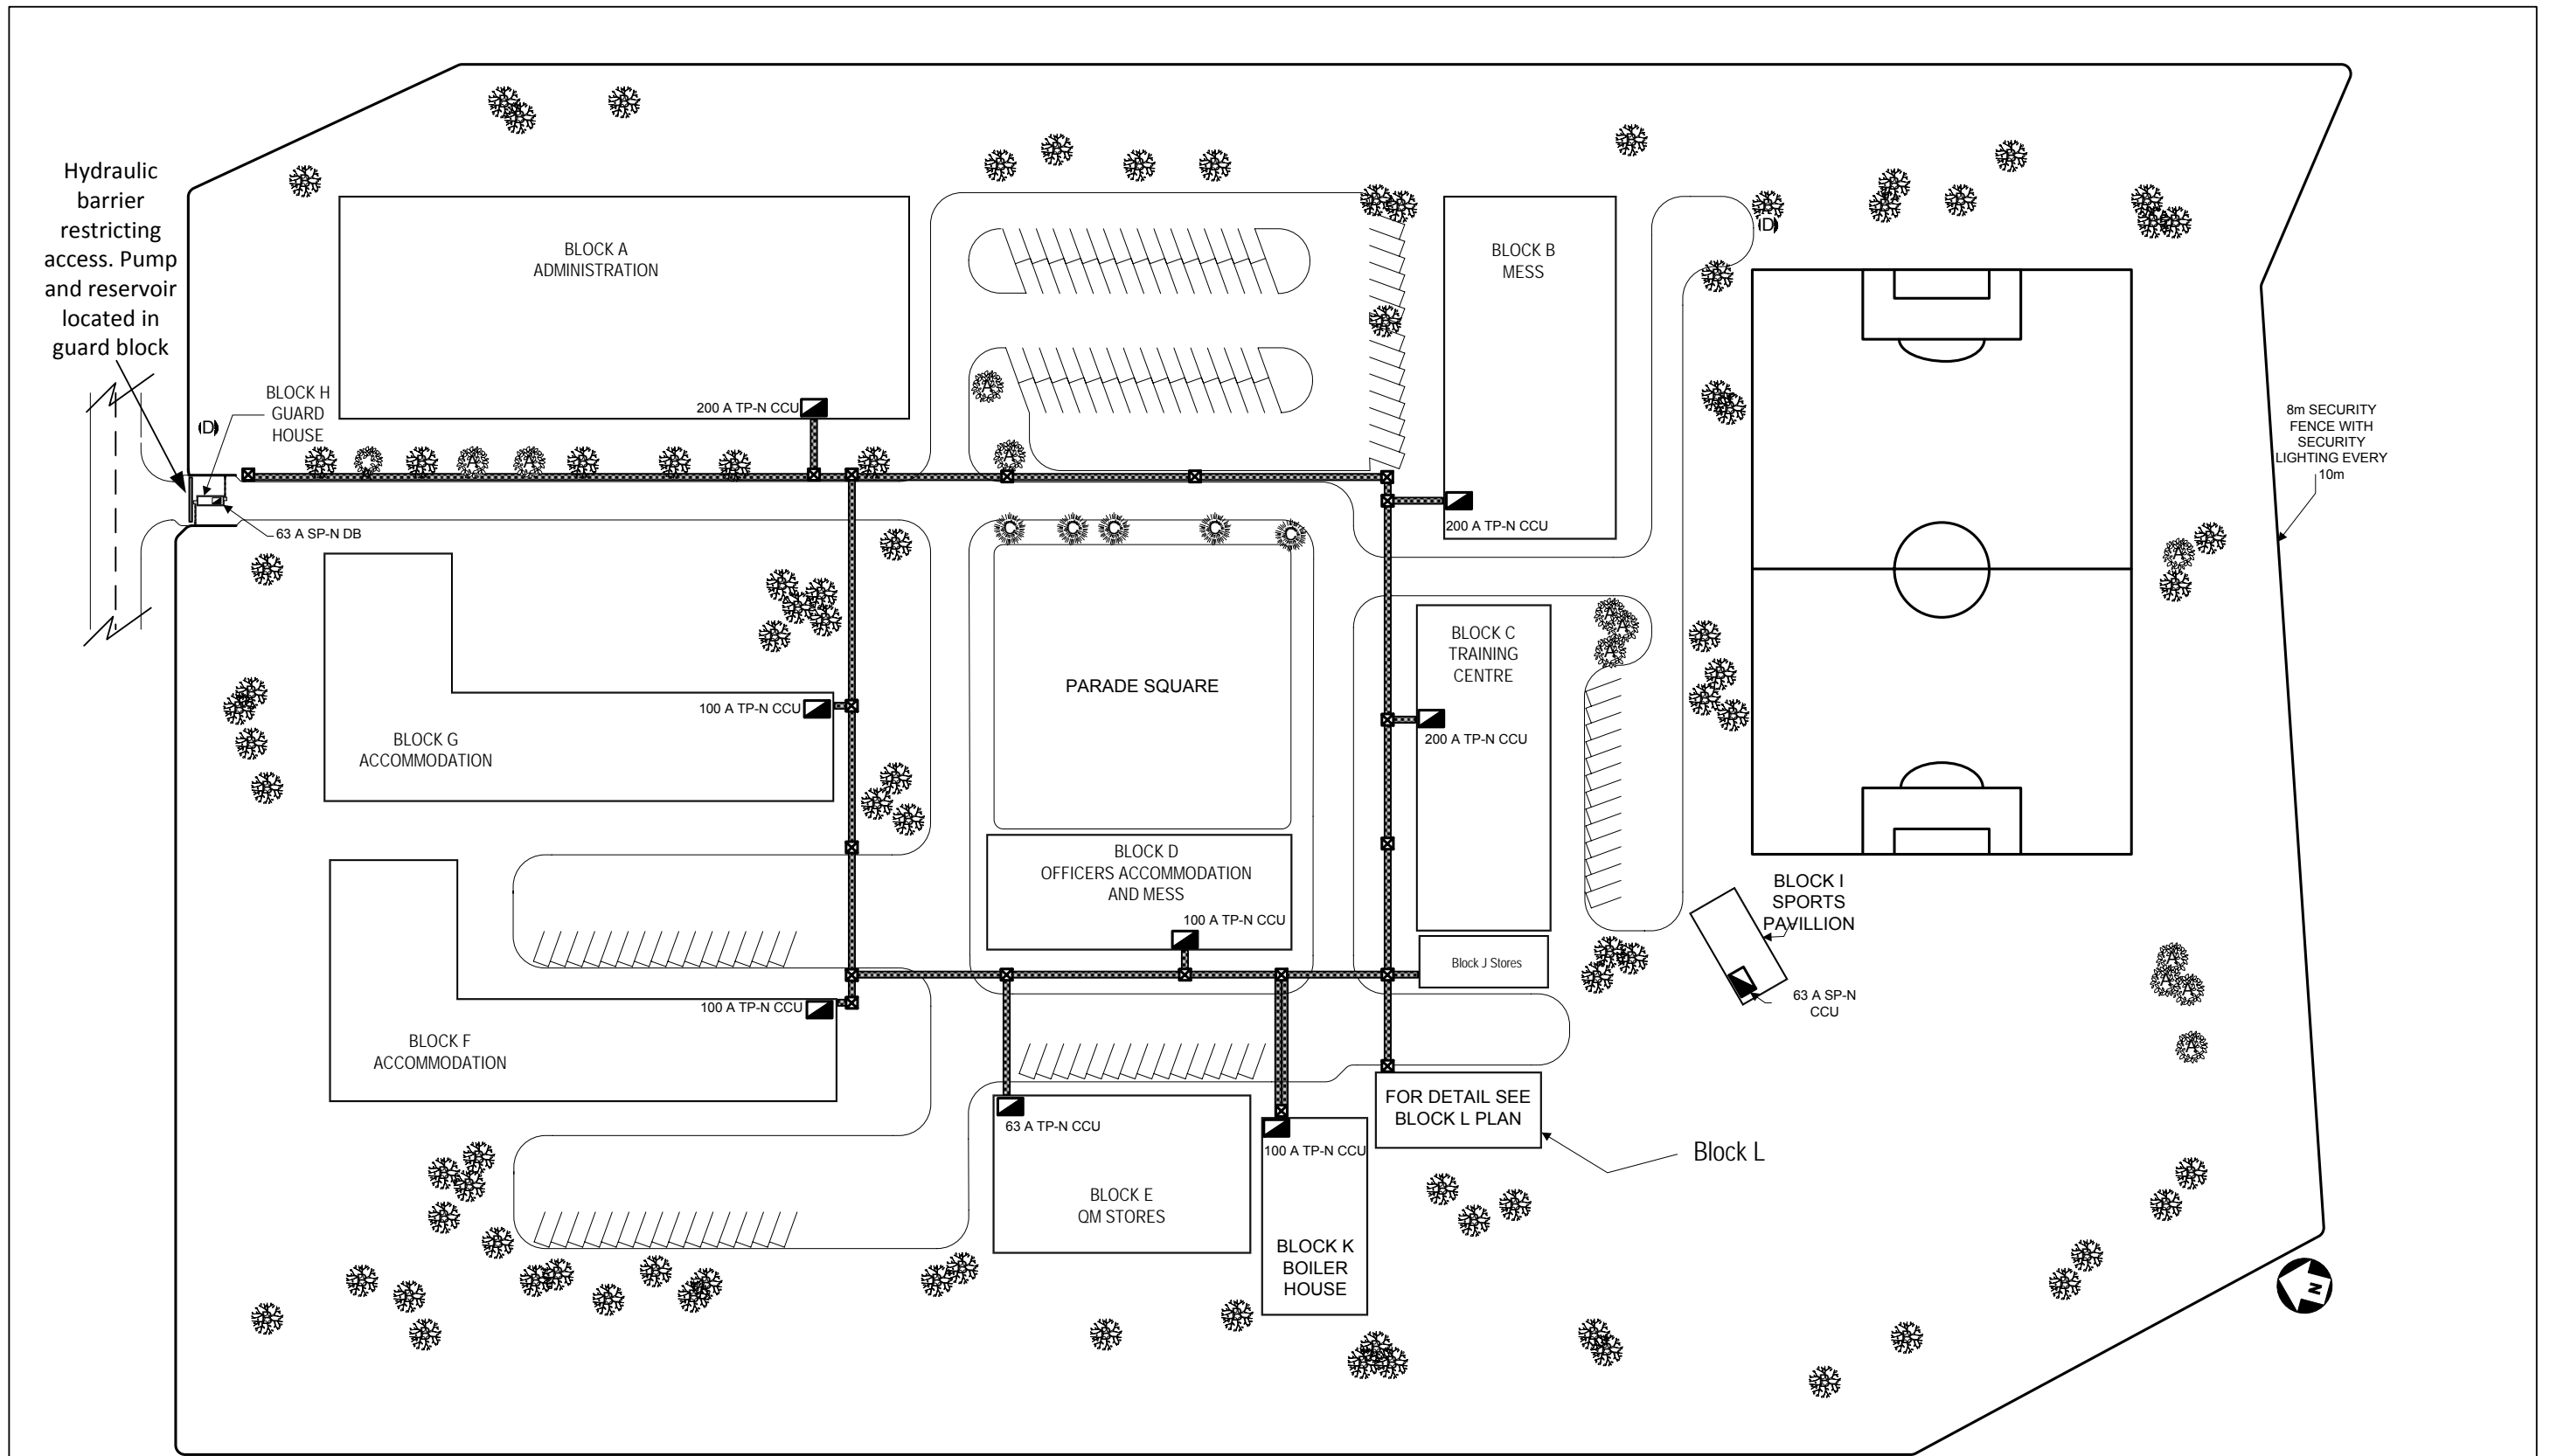 Hydraulic
barrier
restricting
access. Pump
and reservoir
located in
guard block
BLOCK A
ADMINISTRATION
200 A TP-N CCU
BLOCK H
GUARD
HOUSE
(D)
63 A SP-N DB
BLOCK B
MESS
200 A TP-N CCU
(D)
8m SECURITY
FENCE WITH
SECURITY
LIGHTING EVERY
10m
BLOCK C
TRAINING
CENTRE
200 A TP-N CCU
PARADE SQUARE
100 A TP-N CCU
BLOCK G
ACCOMMODATION
BLOCK D
OFFICERS ACCOMMODATION
AND MESS
100 A TP-N CCU
BLOCK I
SPORTS
PAVILLION
63 A SP-N
CCU
Block J Stores
100 A TP-N CCU
BLOCK F
ACCOMMODATION
63 A TP-N CCU
BLOCK E
QM STORES
100 A TP-N CCU
BLOCK K
BOILER
HOUSE
FOR DETAIL SEE
BLOCK L PLAN
Block L
N